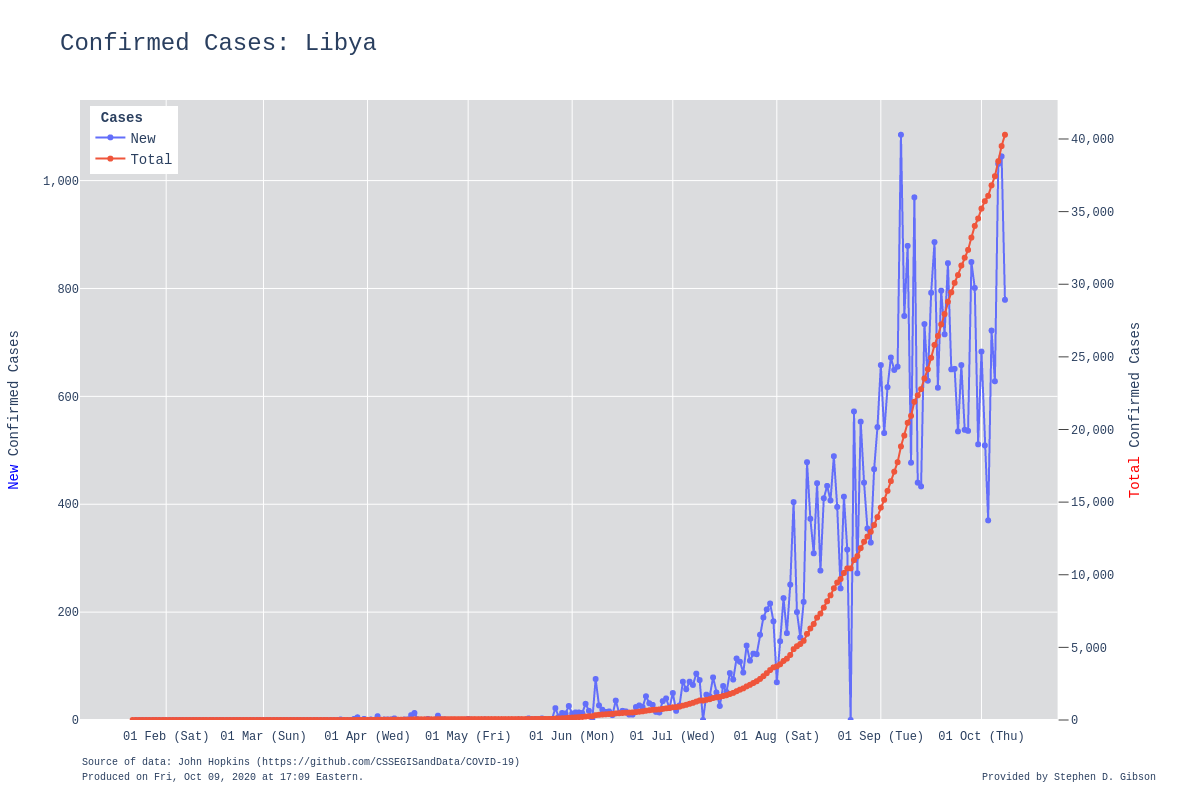 Confirmed Cases: Libya
Cases
New
Total
1,000
800
600
400
200
0
New Confirmed Cases
40,000
35,000
30,000
25,000
20,000
15,000
10,000
5,000
0
Total Confirmed Cases
01 Feb (Sat) 01 Mar (Sun) 01 Apr (Wed) 01 May (Fri) 01 Jun (Mon) 01 Jul (Wed) 01 Aug (Sat) 01 Sep (Tue) 01 Oct (Thu)
Source of data: John Hopkins (https://github.com/CSSEGISandData/COVID-19)
Produced on Fri, Oct 09, 2020 at 17:09 Eastern.
Provided by Stephen D. Gibson